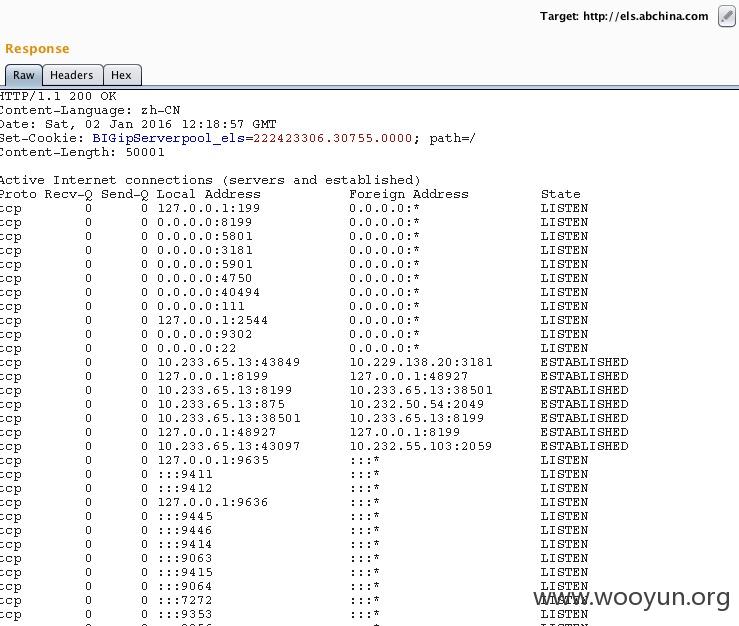 Target: http://els.abchina.com
Response
Raw Headers Hex
HTTP/1.1 200 OK
Content-Language: zh-CN
Date: Sat, 02 Jan 2016 12:18:57 GMT
Set-Cookie: BIGipServerpool_els=222423306.30755.0000; path=/
Content-Length: 50001
Active Internet connections (servers and established)
Proto Recv-Q Send-Q Local Address Foreign Address State
tcp 0 0 127.0.0.1:199 0.0.0.0:* LISTEN
tcp 0 0 0.0.0.0:8199 0.0.0.0:* LISTEN
tcp 0 0 0.0.0.0:5801 0.0.0.0:* LISTEN
tcp 0 0 0.0.0.0:3181 0.0.0.0:* LISTEN
tcp 0 0 0.0.0.0:5901 0.0.0.0:* LISTEN
tcp 0 0 0.0.0.0:4750 0.0.0.0:* LISTEN
tcp 0 0 0.0.0.0:40494 0.0.0.0:* LISTEN
tcp 0 0 0.0.0.0:111 0.0.0.0:* LISTEN
tcp 0 0 127.0.0.1:2544 0.0.0.0:* LISTEN
tcp 0 0 0.0.0.0:9302 0.0.0.0:* LISTEN
tcp 0 0 0.0.0.0:22 0.0.0.0:* LISTEN
tcp 0 0 10.233.65.13:43849 10.229.138.20:3181 ESTABLISHED
tcp 0 0 127.0.0.1:8199 127.0.0.1:48927 ESTABLISHED
tcp 0 0 10.233.65.13:8199 10.233.65.13:38501 ESTABLISHED
tcp 0 0 10.233.65.13:875 10.232.50.54:2049 ESTABLISHED
tcp 0 0 10.233.65.13:38501 10.233.65.13:8199 ESTABLISHED
tcp 0 0 127.0.0.1:48927 127.0.0.1:8199 ESTABLISHED
tcp 0 0 10.233.65.13:43097 10.232.55.103:2059 ESTABLISHED
tcp 0 0 127.0.0.1:9635 :::* LISTEN
tcp 0 0 :::9411 :::* LISTEN
tcp 0 0 :::9412 :::* LISTEN
tcp 0 0 127.0.0.1:9636 :::* LISTEN
tcp 0 0 :::9445 :::* LISTEN
tcp 0 0 :::9446 :::* LISTEN
tcp 0 0 :::9414 :::* LISTEN
tcp 0 0 :::9063 :::* LISTEN
tcp 0 0 :::9415 :::* LISTEN
tcp 0 0 :::9064 :::* LISTEN
tcp 0 0 :::7272 :::* LISTEN
tcp 0 0 :::9353 :::* LISTEN
www.wooyun.org